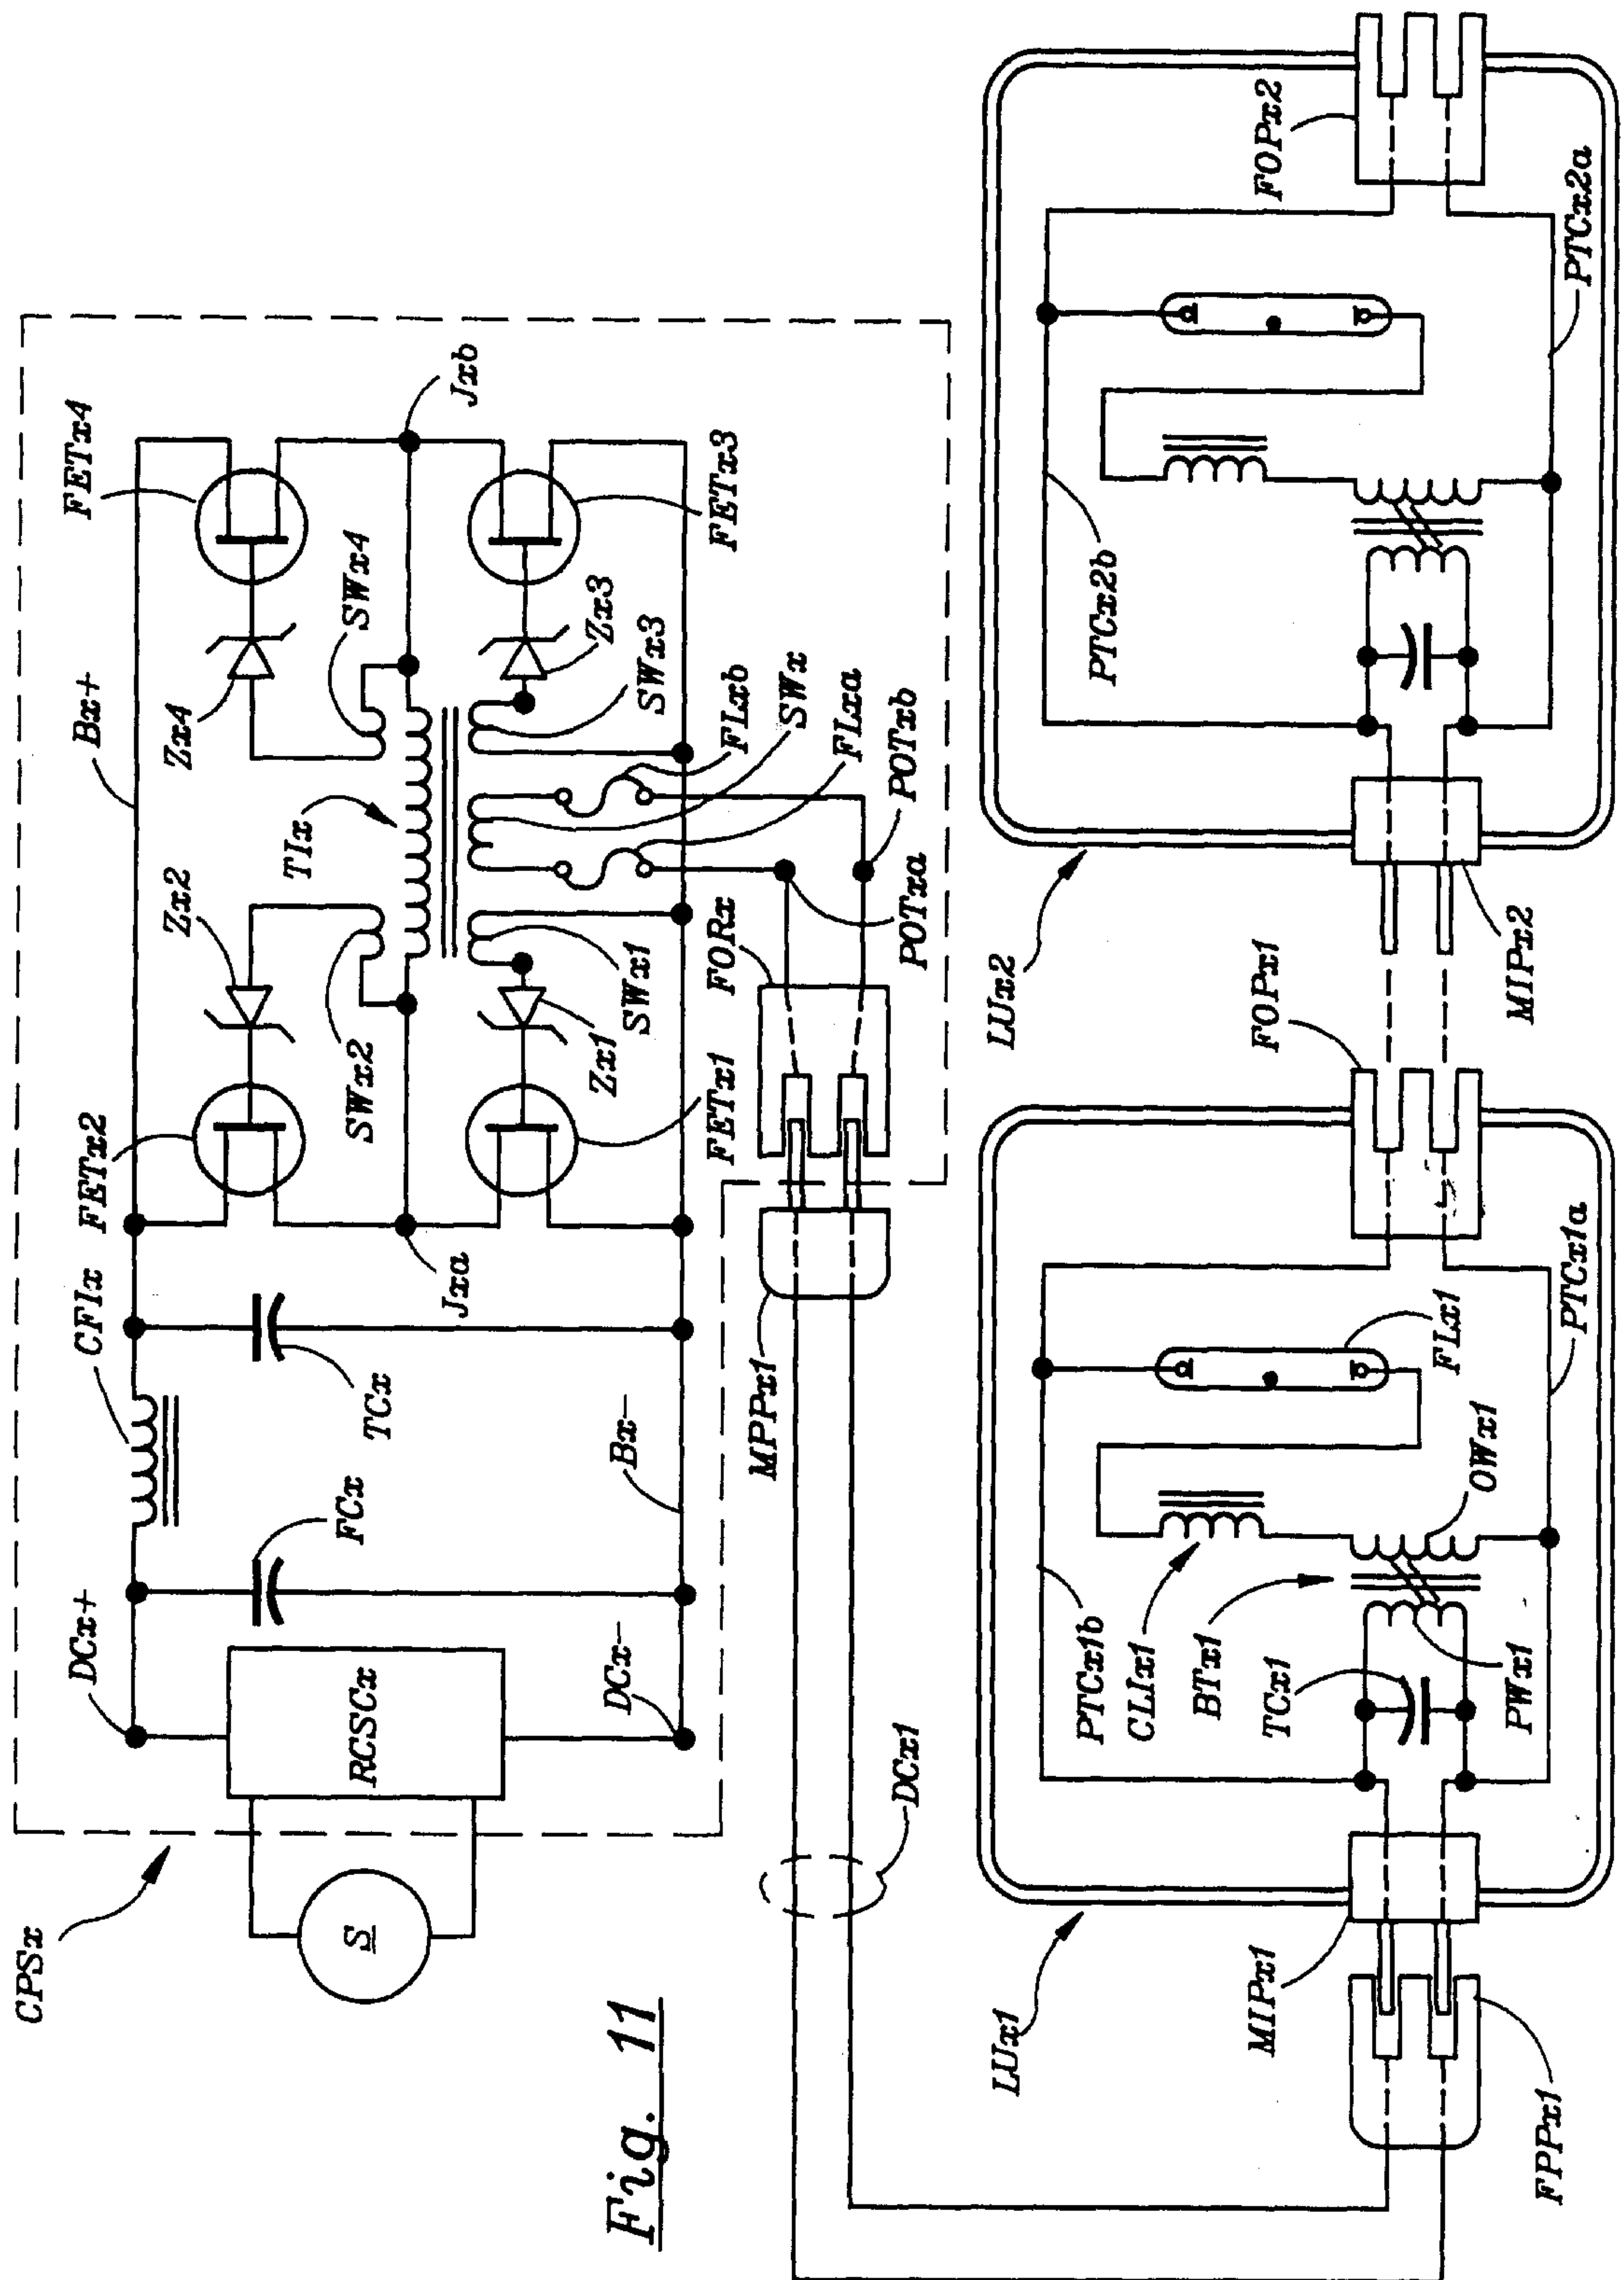 CPSx
S
RCSCx
DCx+
DCx-
FCx
CFIx
TCx
Bx-
Bx+
FETx2
Jxa
Zx2
SWx2
FETx1
Zx1
SWx1
TIx
Zx4
SWx4
FETx4
Jxb
FETx3
Zx3
SWx3
FLxb
SWx
FLxa
POTxb
POTxa
FORx
MPPx1
DCx1
Fig. 11
LUx1
MIPx1
FPPx1
PTCx1b
CLIx1
BTx1
TCx1
PWx1
OWx1
FLx1
PTCx1a
FOPx1
LUx2
MIPx2
PTCx2b
PTCx2a
FOPx2